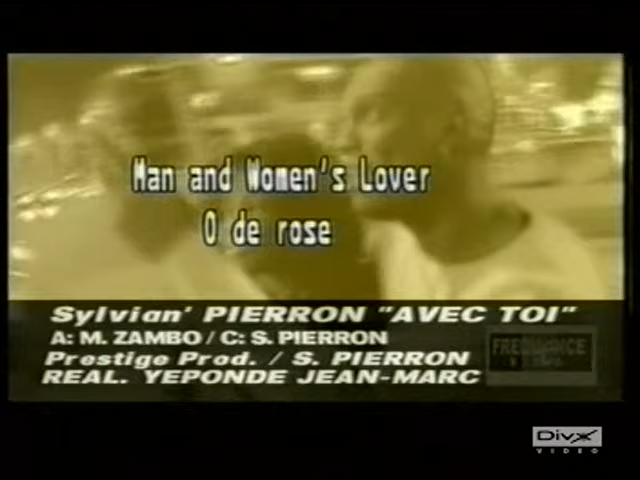 Man and Women's Lover
O de rose
Sylvian' PIERRON "AVEC TOI"
A: M. ZAMBO / C: S. PIERRON
Prestige Prod. / S. PIERRON
REAL. YEPONDE JEAN-MARC
DivX
VIDEO